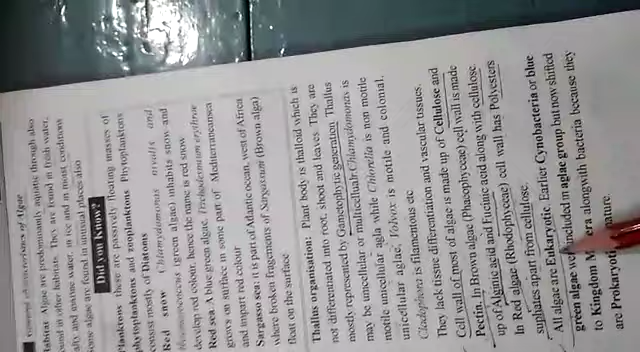 General characteristics of Algae
Habitat Algae are predominantly aquatic through also
found in other habitats. They are found in fresh water,
salty and marine water, in ice and in moist conditions
Some algae are found in unusual places also
Did you Know?
Planktons these are passively floating masses of
phytoplanktons and zooplanktons Phytoplanktons
consist mostly of Diatoms
Red snow Chlamydomonas nivalis and
(green algae) inhabits snow and
develop red colour, hence the name is red snow
Red sea: A blue green algae, Trichodermium erythrae
grows on surface in some part of Mediterraneansea
and impart red colour
Sargasso sea: it is part of Atlantic ocean, west of Africa
where broken fragements of Sargassum (Brown alga)
float on the surface
Thallus organisation: Plant body is thalloid which is
not differentiated into root, shoot and leaves. They are
mostly represented by Gametophytic generation Thallus
may be unicellular or multicelluar Chlamydomonas is
motile unicellular agla while Chlorella is non motile
unicellular aglae, Volvox is motile and colonial.
Cladophora is filamentous etc
They lack tissue differentiation and vascular tissues.
Cell wall of most of algae is made up of Cellulose and
Pectin. In Brown algae (Phaeophyceae) cell wall is made
up of Alginic acid and Fucinic acid along with cellulose.
In Red algae (Rhodophyceae) cell wall has Polyesters
suphates apart from cellulose.
All algae are Eukaryotic. Earlier Cynobacteria or blue
green algae were included in aglae group but now shifted
to Kingdom M era alongwith bacteria because they
are Prokaryotic